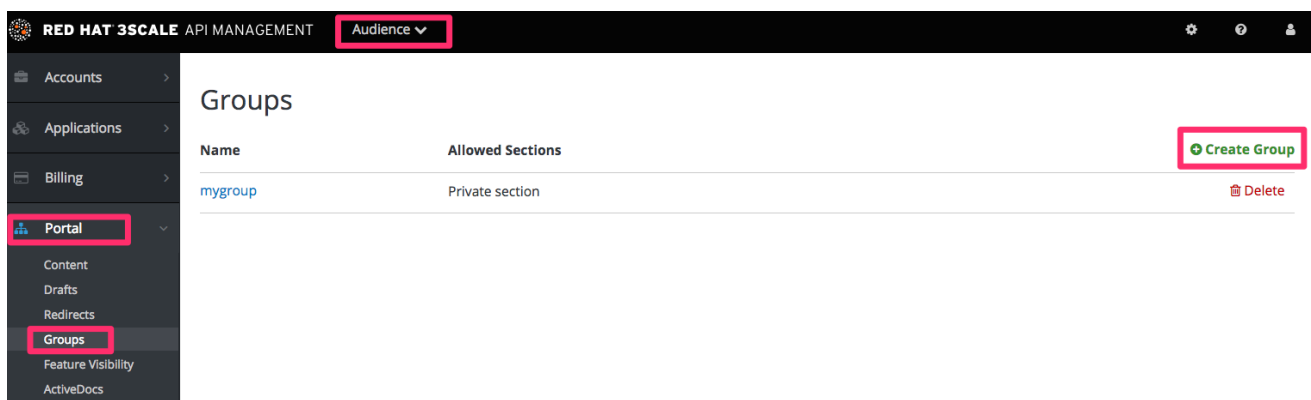 RED HAT 3SCALE API MANAGEMENT Audience
Accounts
Applications
Billing
Portal
Content
Drafts
Redirects
Groups
Feature Visibility
ActiveDocs
Groups
Name Allowed Sections Create Group
mygroup Private section Delete